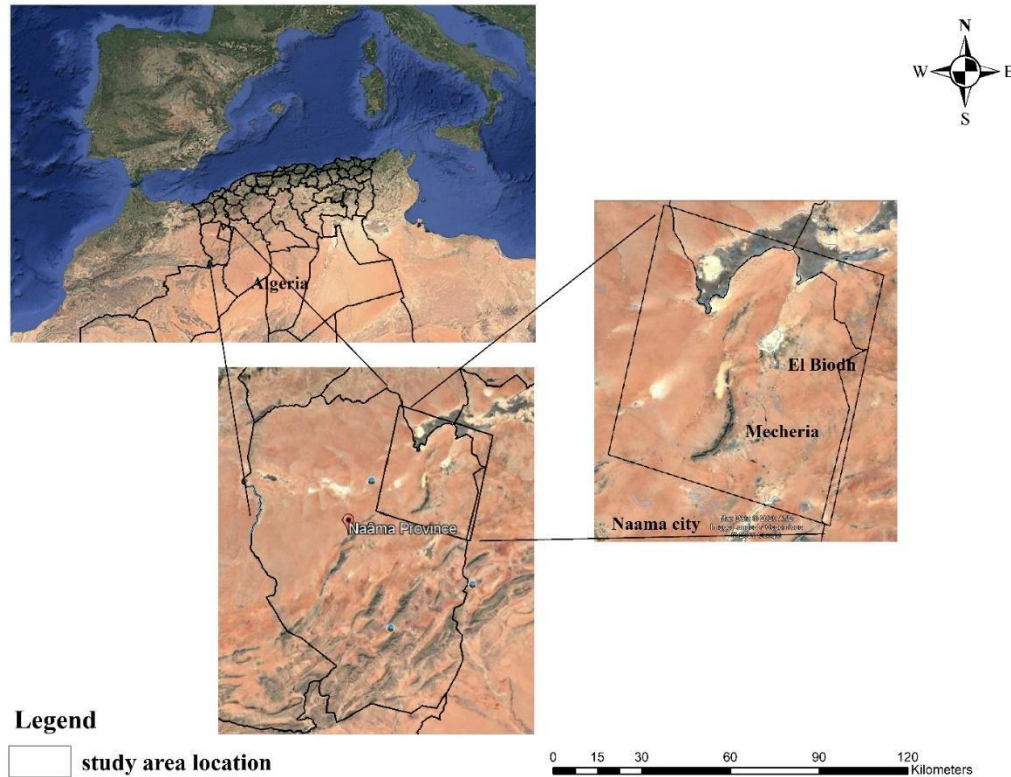 N
W E
S
Algeria
El Biodh
Mecheria
Naama city
Naâma Province
Legend
study area location
0 15 30 60 90 120
Kilometers